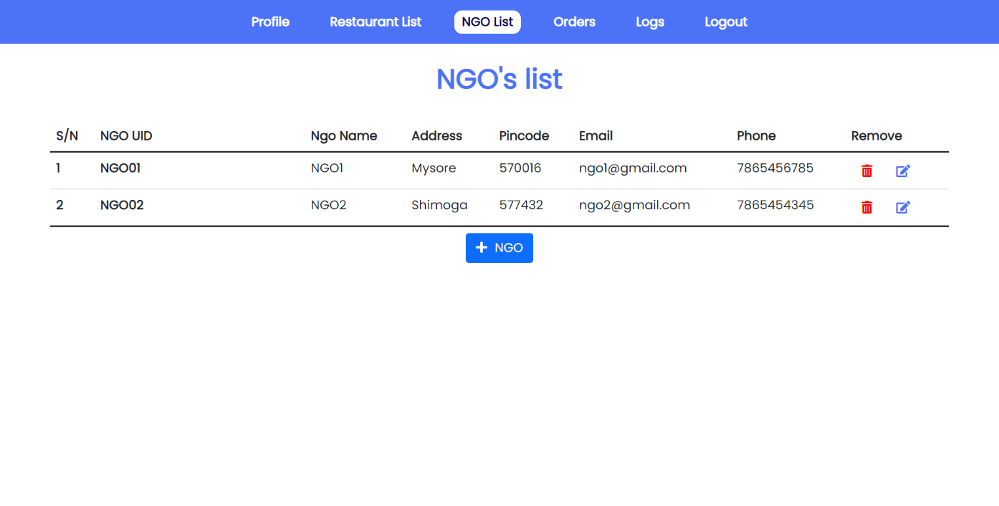 Profile Restaurant List NGO List Orders Logs Logout
NGO's list
S/N NGO UID Ngo Name Address Pincode Email Phone Remove
1 NGO01 NGO1 Mysore 570016 ngo1@gmail.com 7865456785
2 NGO02 NGO2 Shimoga 577432 ngo2@gmail.com 7865454345
NGO